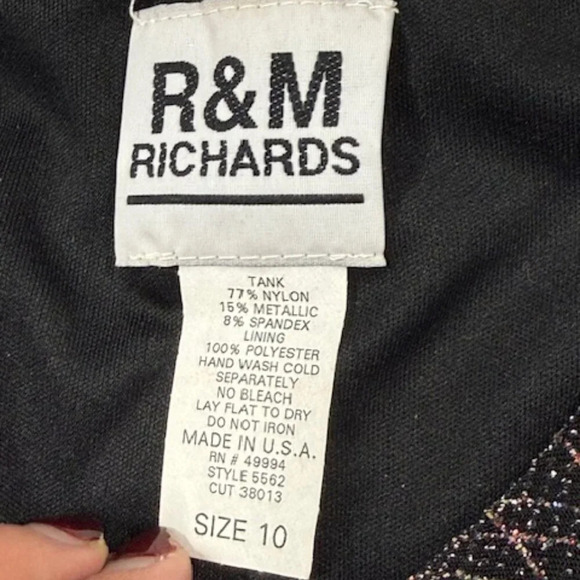 R&M
RICHARDS
TANK
77% NYLON
15% METALLIC
8% SPANDEX
LINING
100% POLYESTER
HAND WASH COLD
SEPARATELY
NO BLEACH
LAY FLAT TO DRY
DO NOT IRON
MADE IN U.S.A.
RN # 49994
STYLE 5562
CUT 38013
SIZE 10